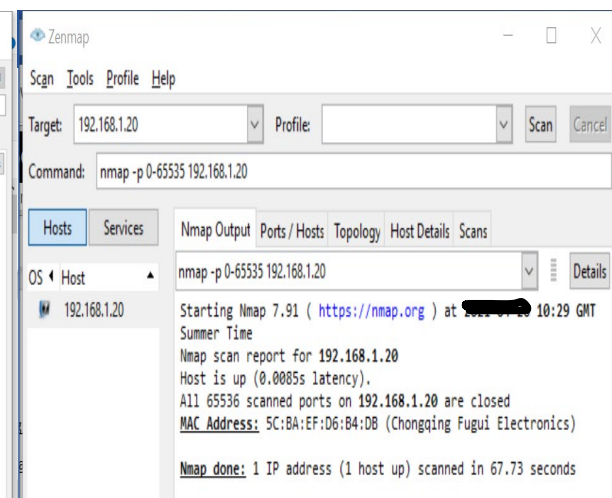 Zenmap
Scan Tools Profile Help
Target: 192.168.1.20 Profile: Scan Cancel
Command: nmap -p 0-65535 192.168.1.20
Hosts Services Nmap Output Ports / Hosts Topology Host Details Scans
OS Host nmap -p 0-65535 192.168.1.20 Details
192.168.1.20
Starting Nmap 7.91 ( https://nmap.org ) at 10:29 GMT
Summer Time
Nmap scan report for 192.168.1.20
Host is up (0.0085s latency).
All 65536 scanned ports on 192.168.1.20 are closed
MAC Address: 5C:BA:EF:D6:B4:DB (Chongqing Fugui Electronics)
Nmap done: 1 IP address (1 host up) scanned in 67.73 seconds